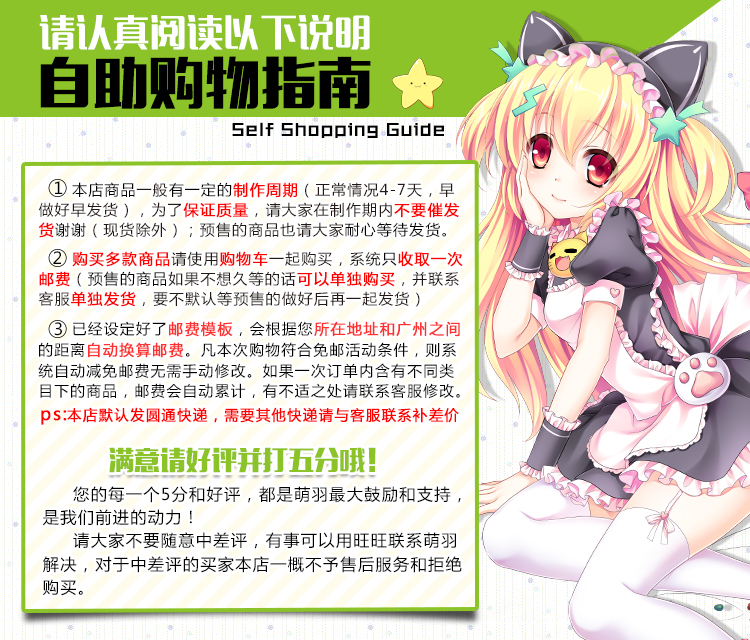 请认真阅读以下说明
自助购物指南
Self Shopping Guide
① 本店商品一般有一定的制作周期（正常情况4-7天，早
做好早发货），为了保证质量，请大家在制作期内不要催发
货谢谢（现货除外）；预售的商品也请大家耐心等待发货。
② 购买多款商品请使用购物车一起购买，系统只收取一次
邮费（预售的商品如果不想久等的话可以单独购买，并联系
客服单独发货，要不默认等预售的做好后再一起发货）
③ 已经设定好了邮费模板，会根据您所在地址和广州之间
的距离自动换算邮费。凡本次购物符合免邮活动条件，则系
统自动减免邮费无需手动修改。如果一次订单内含有不同类
目下的商品，邮费会自动累计，有不适之处请联系客服修改。
ps:本店默认发圆通快递，需要其他快递请与客服联系补差价
满意请好评并打五分哦！
您的每一个5分和好评，都是萌羽最大鼓励和支持，
是我们前进的动力！
请大家不要随意中差评，有事可以用旺旺联系萌羽
解决，对于中差评的买家本店一概不予售后服务和拒绝
购买。